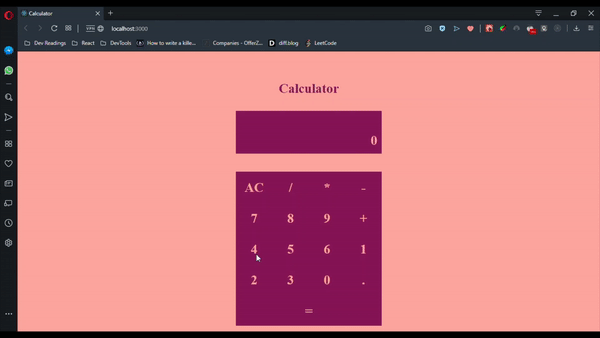 Calculator
VPN localhost:3000
Dev Readings React DevTools How to write a kille... Companies - OfferZ... D diff.blog LeetCode
Calculator
0
AC / * -
7 8 9 +
4 5 6 1
2 3 0 .
=